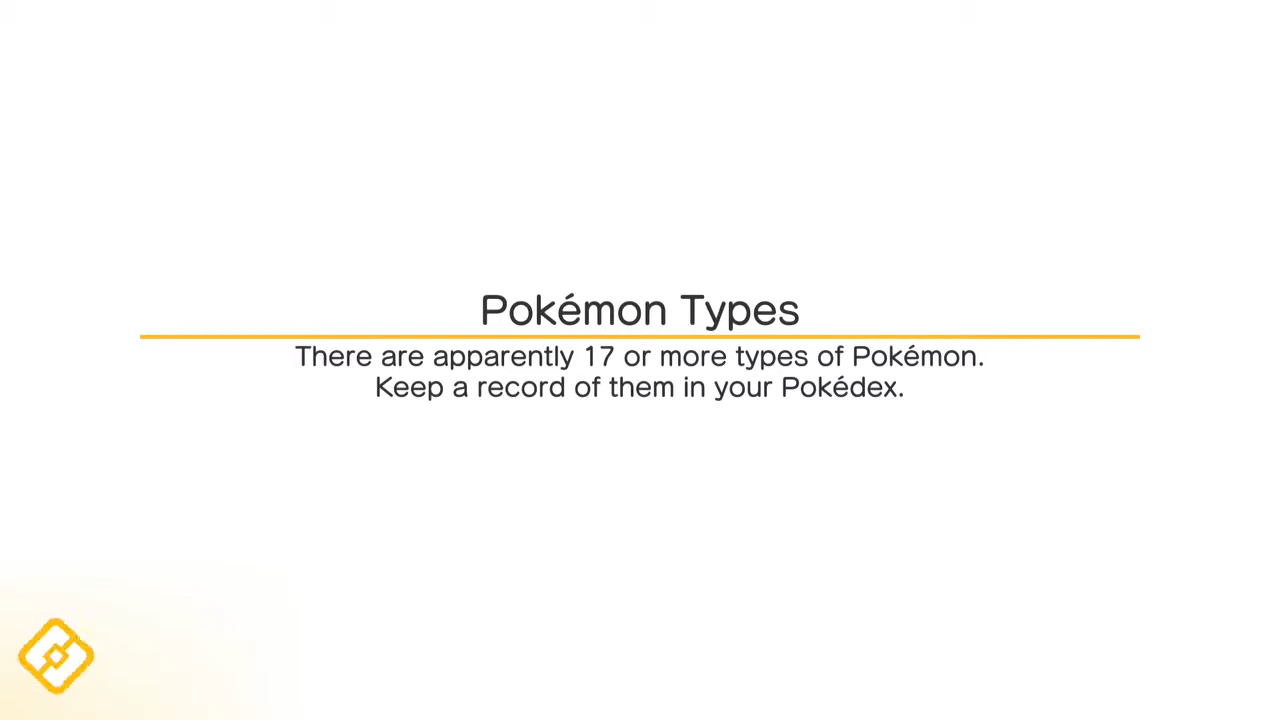 Pokémon Types
There are apparently 17 or more types of Pokémon.
Keep a record of them in your Pokédex.